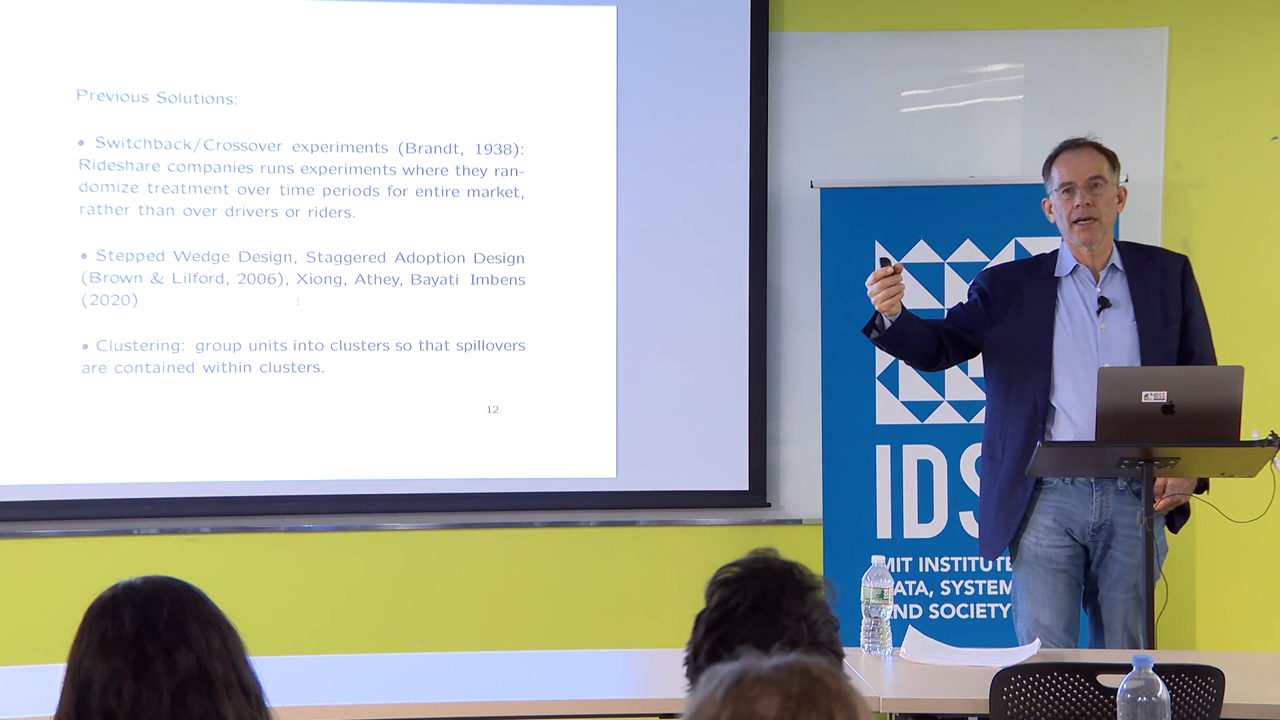 Previous Solutions:
• Switchback/Crossover experiments (Brandt, 1938):
Rideshare companies runs experiments where they ran-
domize treatment over time periods for entire market,
rather than over drivers or riders.
• Stepped Wedge Design, Staggered Adoption Design
(Brown & Lilford, 2006), Xiong, Athey, Bayati Imbens
(2020)
• Clustering: group units into clusters so that spillovers
are contained within clusters.
12
IDS
MIT INSTITUTE
DATA, SYSTEM
AND SOCIETY